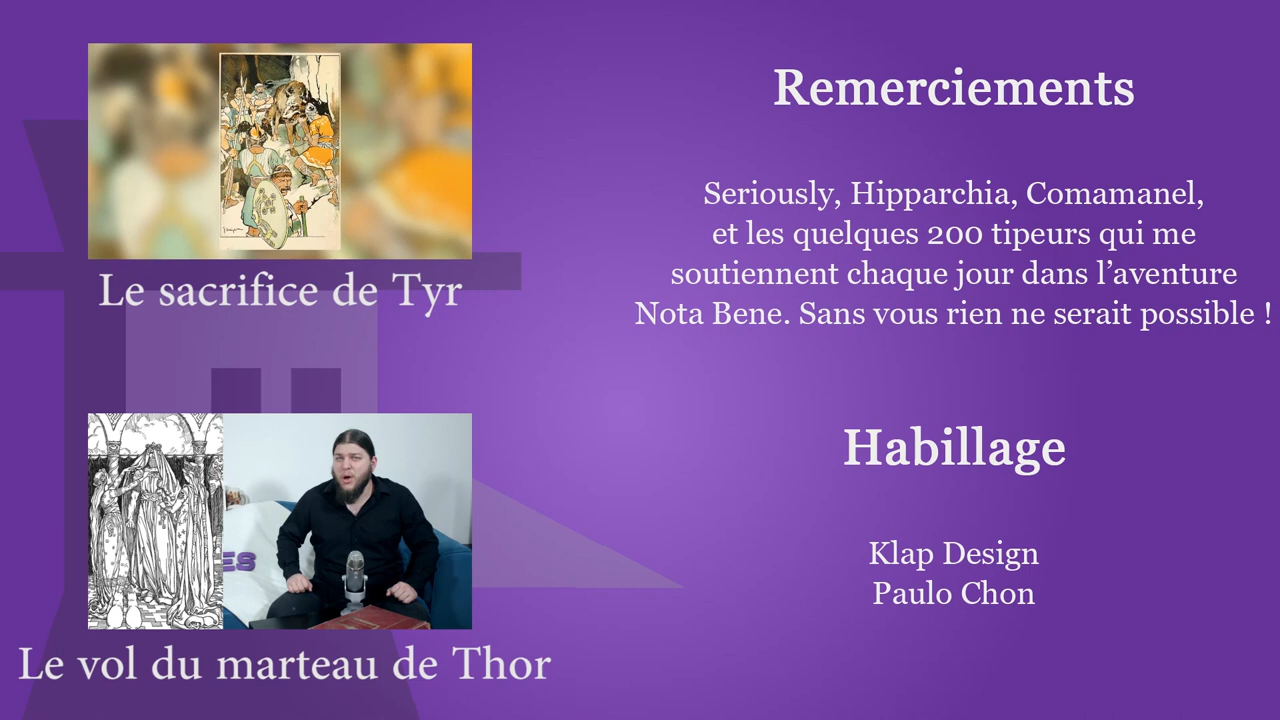 Le sacrifice de Tyr
ES
Le vol du marteau de Thor
Remerciements
Seriously, Hipparchia, Comamanel,
et les quelques 200 tipeurs qui me
soutiennent chaque jour dans l’aventure
Nota Bene. Sans vous rien ne serait possible !
Habillage
Klap Design
Paulo Chon